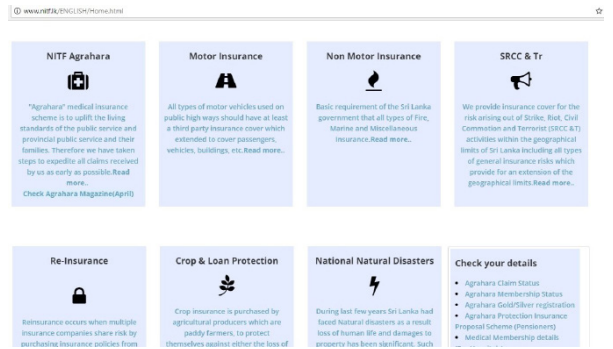 www.nitf.lk/ENGLISH/Home.html
NITF Agrahara
"Agrahara" medical insurance
scheme is to uplift the living
standards of the public service and
provincial public service and their
families. Therefore we have taken
steps to expedite all claims received
by us as early as possible.Read
more..
Check Agrahara Magazine(April)
Motor Insurance
All types of motor vehicles used on
public high ways should have at least
a third party insurance cover which
extended to cover passengers,
vehicles, buildings, etc.Read more..
Non Motor Insurance
Basic requirement of the Sri Lanka
government that all types of Fire,
Marine and Miscellaneous
Insurance.Read more..
SRCC & Tr
We provide insurance cover for the
risk arising out of Strike, Riot, Civil
Commotion and Terrorist (SRCC &T)
activities within the geographical
limits of Sri Lanka including all types
of general insurance risks which
provide for an extension of the
geographical limits.Read more..
Re-Insurance
Reinsurance occurs when multiple
insurance companies share risk by
purchasing insurance policies from
Crop & Loan Protection
Crop insurance is purchased by
agricultural producers which are
paddy farmers, to protect
themselves against either the loss of
National Natural Disasters
During last few years Sri Lanka had
faced Natural disasters as a result
loss of human life and damages to
property has been significant. Such
Check your details
Agrahara Claim Status
Agrahara Membership Status
Agrahara Gold/Silver registration
Agrahara Protection Insurance
Proposal Scheme (Pensioners)
Medical Membership details